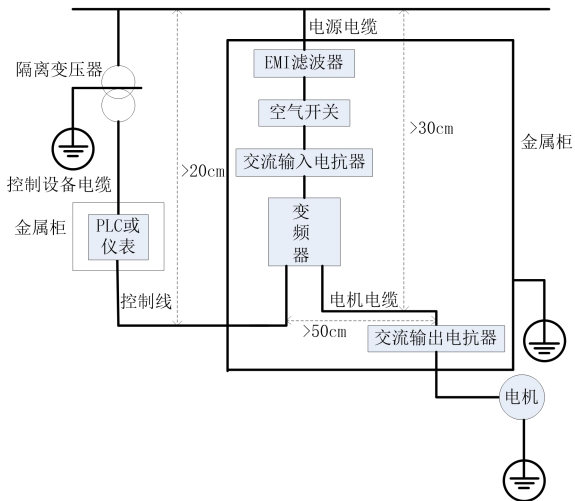 电源电缆
隔离变压器
EMI滤波器
空气开关
>30cm
金属柜
交流输入电抗器
>20cm
控制设备电缆
变
频
器
金属柜
PLC或
仪表
控制线
电机电缆
>50cm
交流输出电抗器
电机